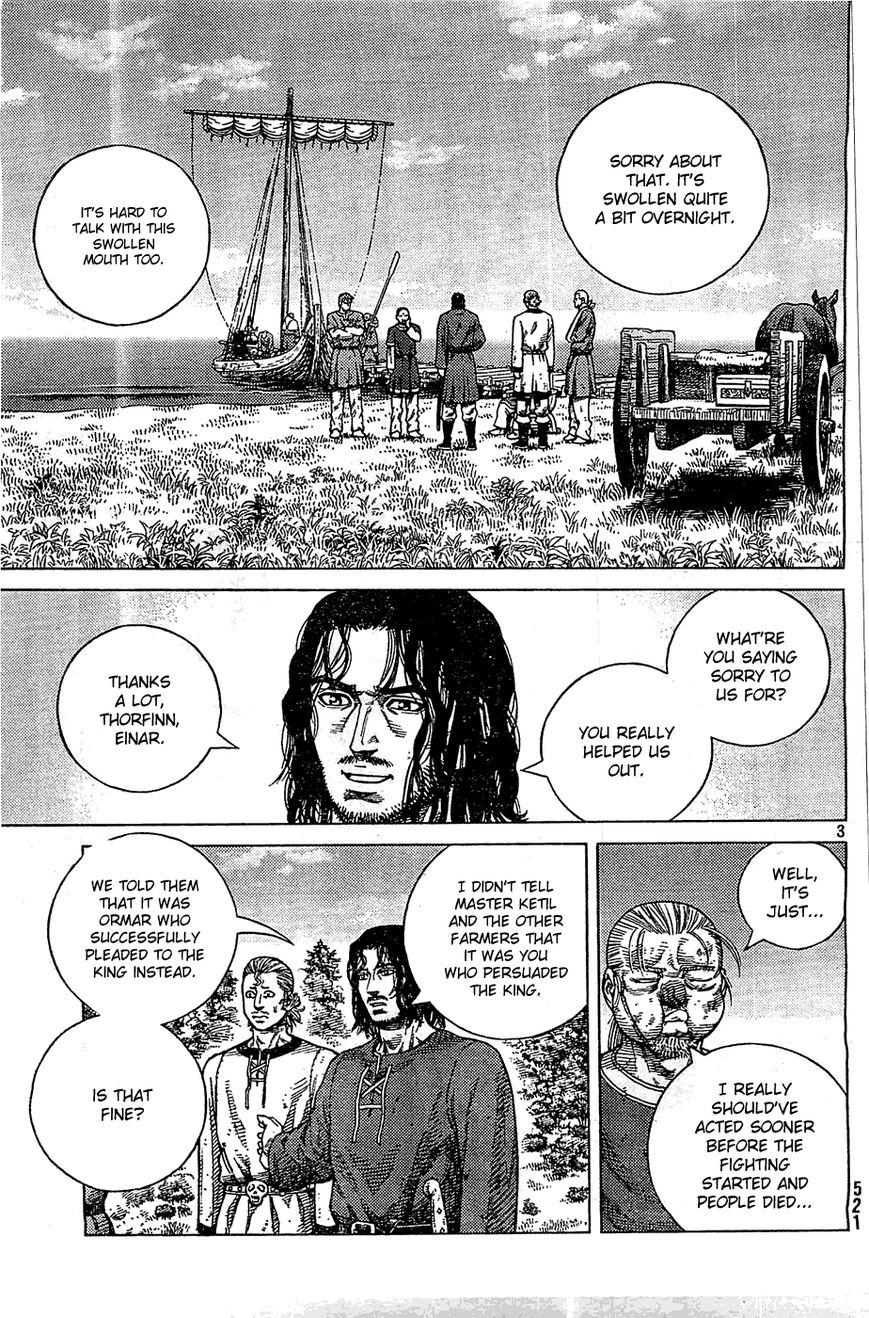 SORRY ABOUT
THAT. IT'S
SWOLLEN QUITE
A BIT OVERNIGHT.
IT'S HARD TO
TALK WITH THIS
SWOLLEN
MOUTH TOO.
WHAT'RE
YOU SAYING
SORRY TO
US FOR?
YOU REALLY
HELPED US
OUT.
THANKS
A LOT,
THORFINN,
EINAR.
3
WELL,
IT'S
JUST...
I REALLY
SHOULD'VE
ACTED SOONER
BEFORE THE
FIGHTING
STARTED AND
PEOPLE DIED...
I DIDN'T TELL
MASTER KETIL
AND THE OTHER
FARMERS THAT
IT WAS YOU
WHO PERSUADED
THE KING.
WE TOLD THEM
THAT IT WAS
ORMAR WHO
SUCCESSFULLY
PLEADED TO THE
KING INSTEAD.
IS THAT
FINE?
521